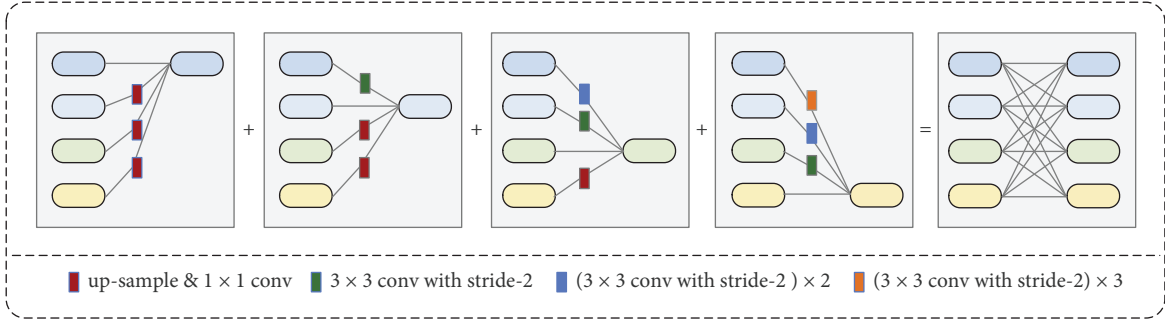 + + + =
up-sample & 1 × 1 conv 3 × 3 conv with stride-2 (3 × 3 conv with stride-2 ) × 2 (3 × 3 conv with stride-2) × 3